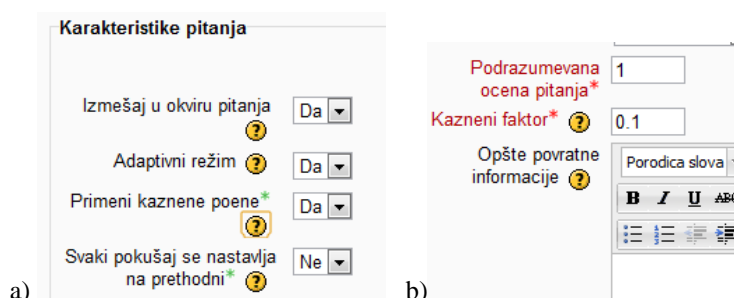 Karakteristike pitanja
Izmešaj u okviru pitanja Da
Adaptivni režim Da
Primeni kaznene poene* Da
Svaki pokušaj se nastavlja
na prethodni* Ne
a)
Podrazumevana
ocena pitanja* 1
Kazneni faktor* 0.1
Opšte povratne
informacije Porodica slova
B I U ABC
b)